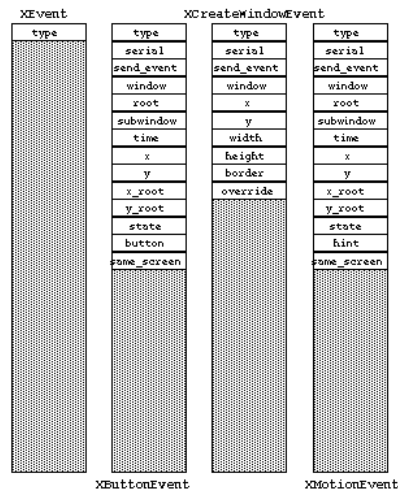 XEvent
XCreateWindowEvent
type
type
serial
send_event
window
root
subwindow
time
x
y
x_root
y_root
state
button
same_screen
type
serial
send_event
window
x
y
width
height
border
override
type
serial
send_event
window
root
subwindow
time
x
y
x_root
y_root
state
hint
same_screen
XButtonEvent
XMotionEvent